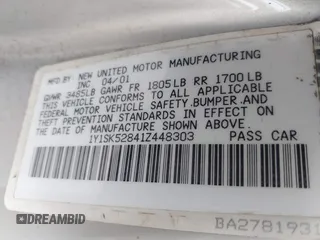 MFD. BY NEW UNITED MOTOR MANUFACTURING
INC 04/01
GVWR 3485LB GAWR FR 1805LB RR 1700LB
THIS VEHICLE CONFORMS TO ALL APPLICABLE
FEDERAL MOTOR VEHICLE SAFETY, BUMPER, AND
THEFT PREVENTION STANDARDS IN EFFECT ON THE
DATE OF MANUFACTURE SHOWN ABOVE.
1Y1SK52841Z448303 PASS CAR
BA2781931